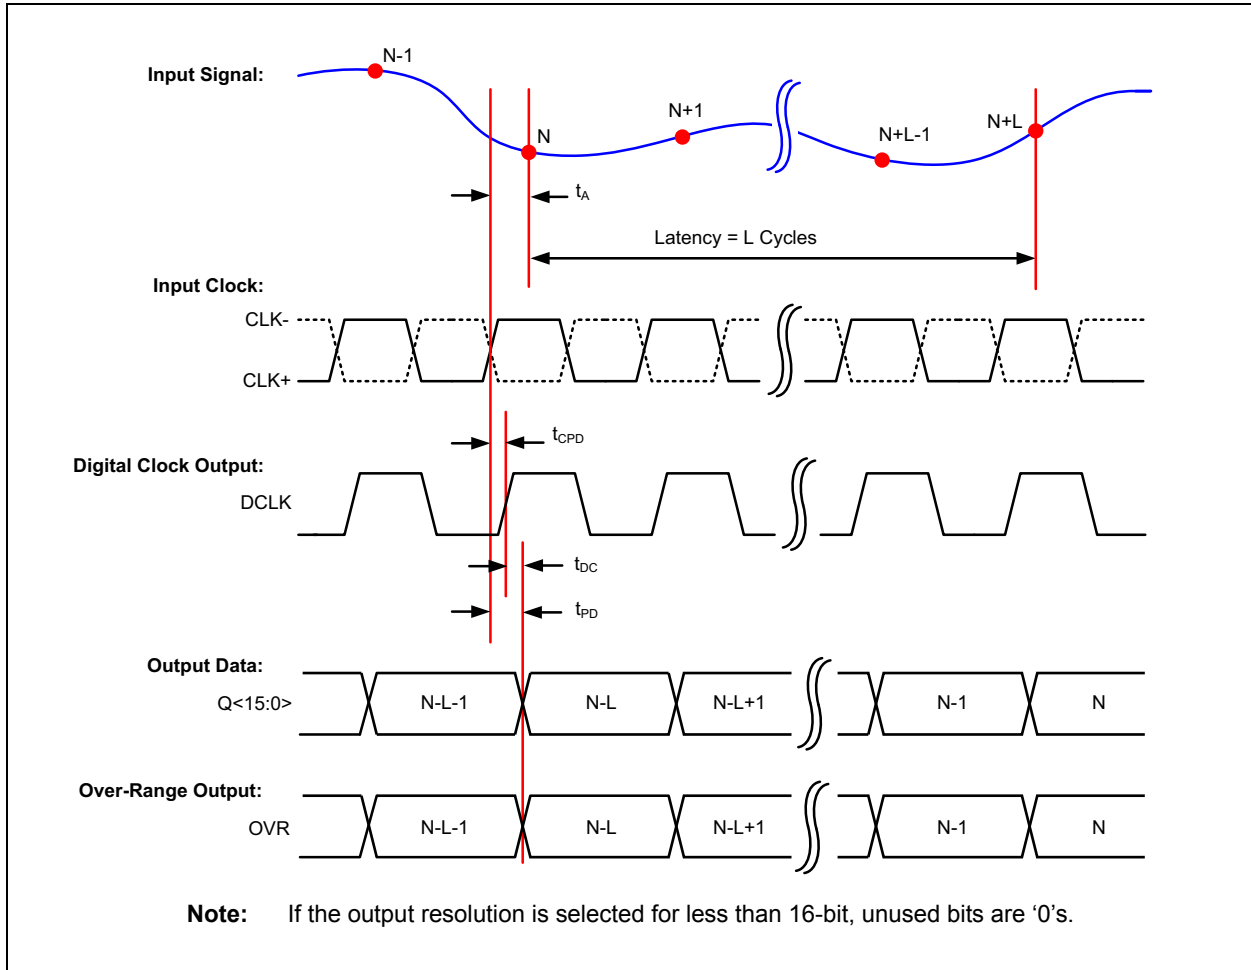 N-1
Input Signal:
N+1
N+L
N
N+L-1
tA
Latency = L Cycles
Input Clock:
CLK-
CLK+
tCPD
Digital Clock Output:
DCLK
tDC
tPD
Output Data:
Q<15:0> N-L-1 N-L N-L+1 N-1 N
Over-Range Output:
OVR N-L-1 N-L N-L+1 N-1 N
Note: If the output resolution is selected for less than 16-bit, unused bits are ‘0’s.